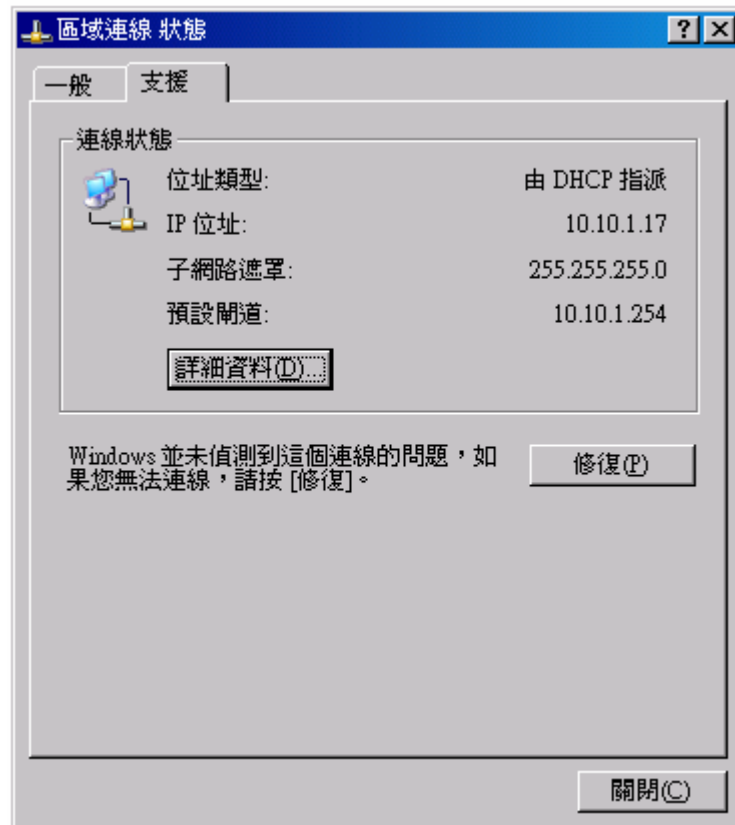 區域連線 狀態
一般 支援
連線狀態
位址類型: 由 DHCP 指派
IP 位址: 10.10.1.17
子網路遮罩: 255.255.255.0
預設閘道: 10.10.1.254
詳細資料(D)...
Windows 並未偵測到這個連線的問題，如
果您無法連線，請按 [修復]。
修復(P)
關閉(C)